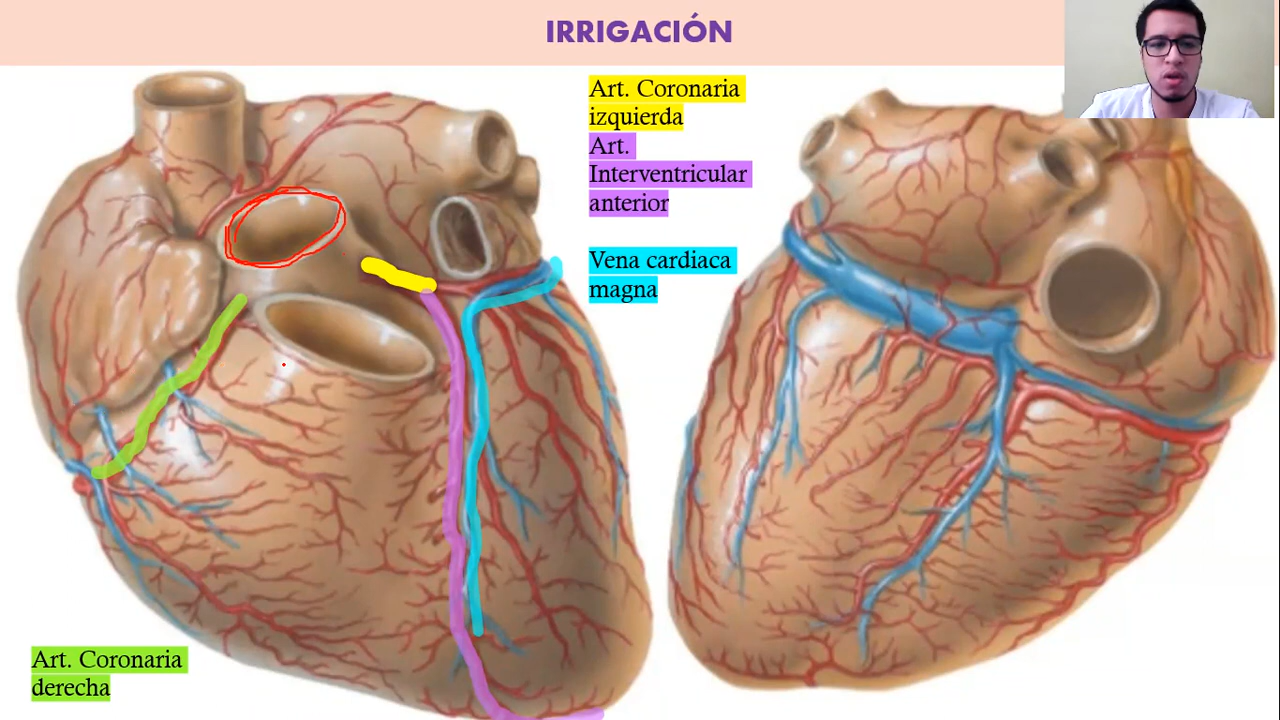 IRRIGACIÓN
Art. Coronaria
izquierda
Art.
Interventricular
anterior
Vena cardiaca
magna
Art. Coronaria
derecha